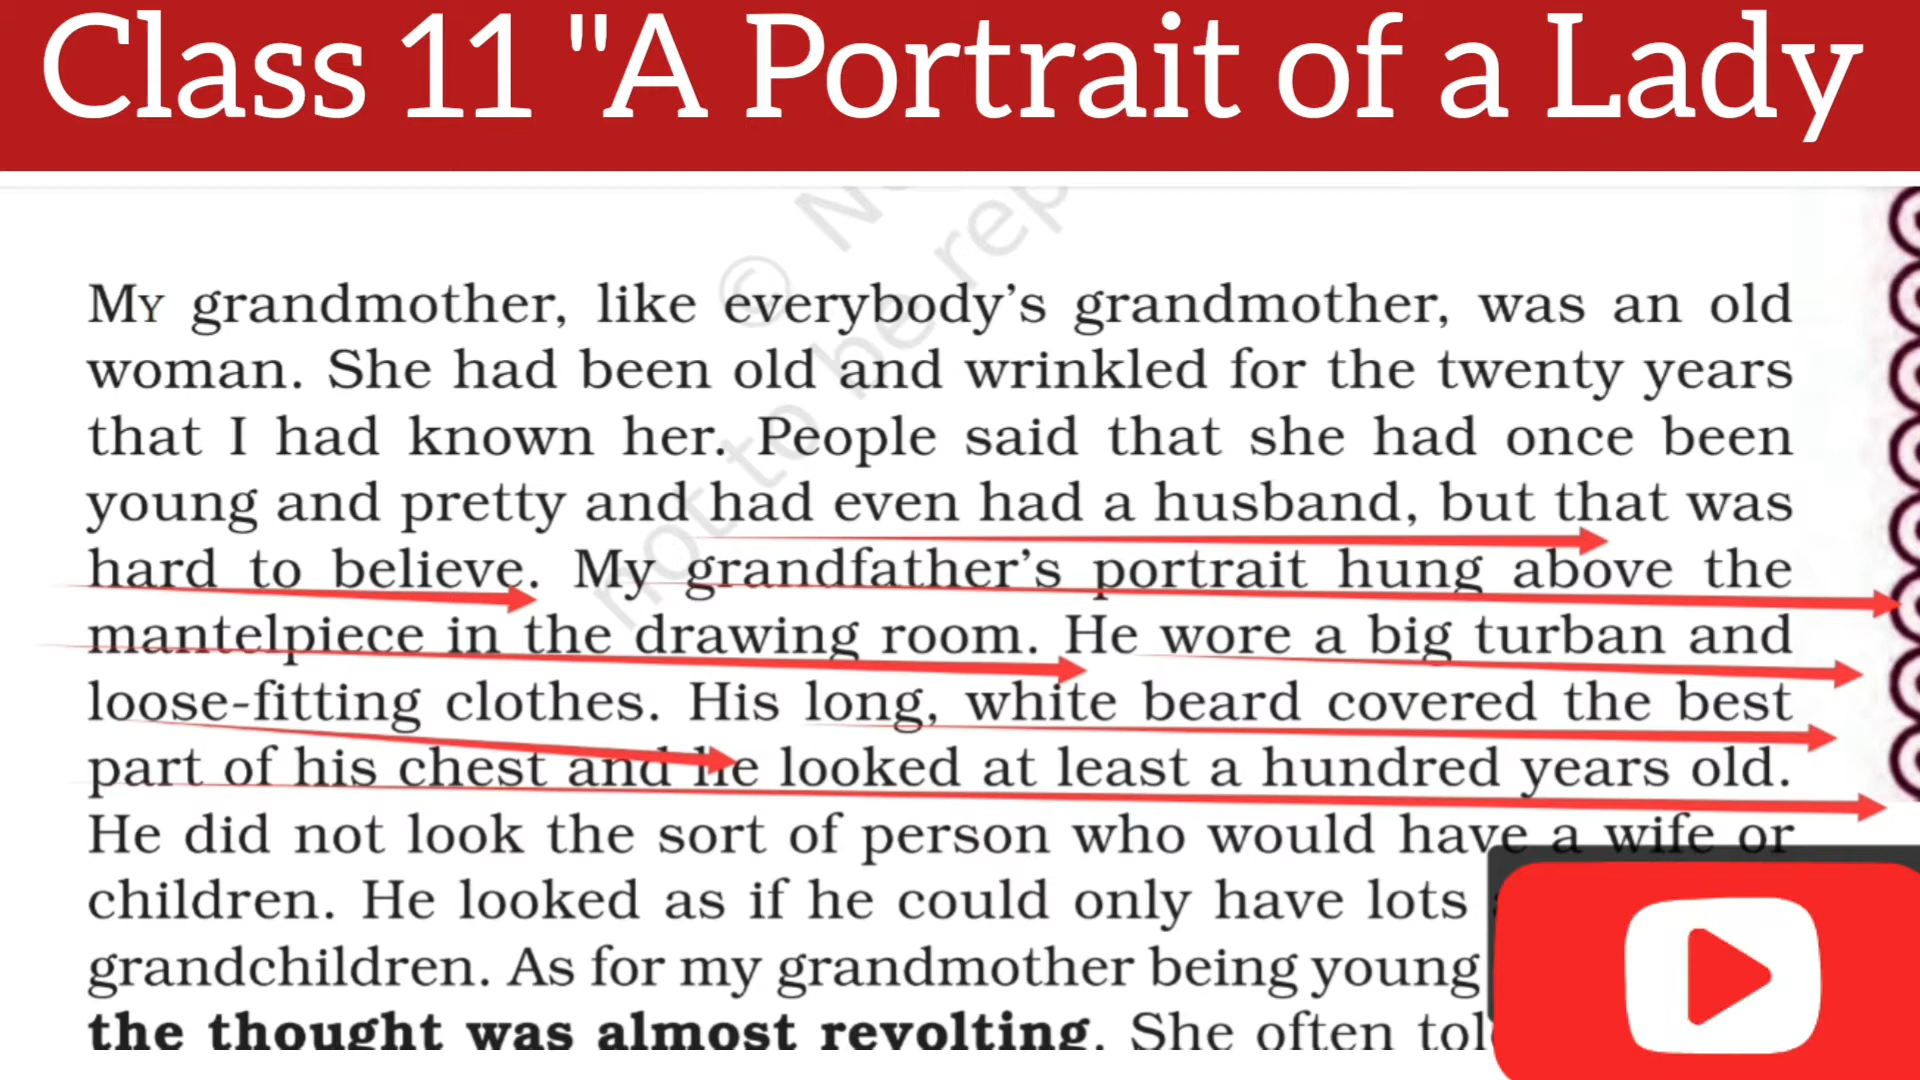 Class 11 "A Portrait of a Lady
© N
not to be rep
My grandmother, like everybody's grandmother, was an old
woman. She had been old and wrinkled for the twenty years
that I had known her. People said that she had once been
young and pretty and had even had a husband, but that was
hard to believe. My grandfather's portrait hung above the
mantelpiece in the drawing room. He wore a big turban and
loose-fitting clothes. His long, white beard covered the best
part of his chest and he looked at least a hundred years old.
He did not look the sort of person who would have a wife or
children. He looked as if he could only have lots
grandchildren. As for my grandmother being young
the thought was almost revolting. She often tol